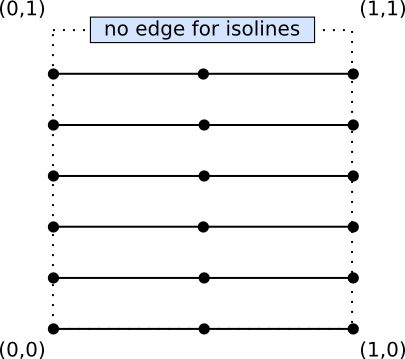 (0,1)
(1,1)
no edge for isolines
(0,0)
(1,0)